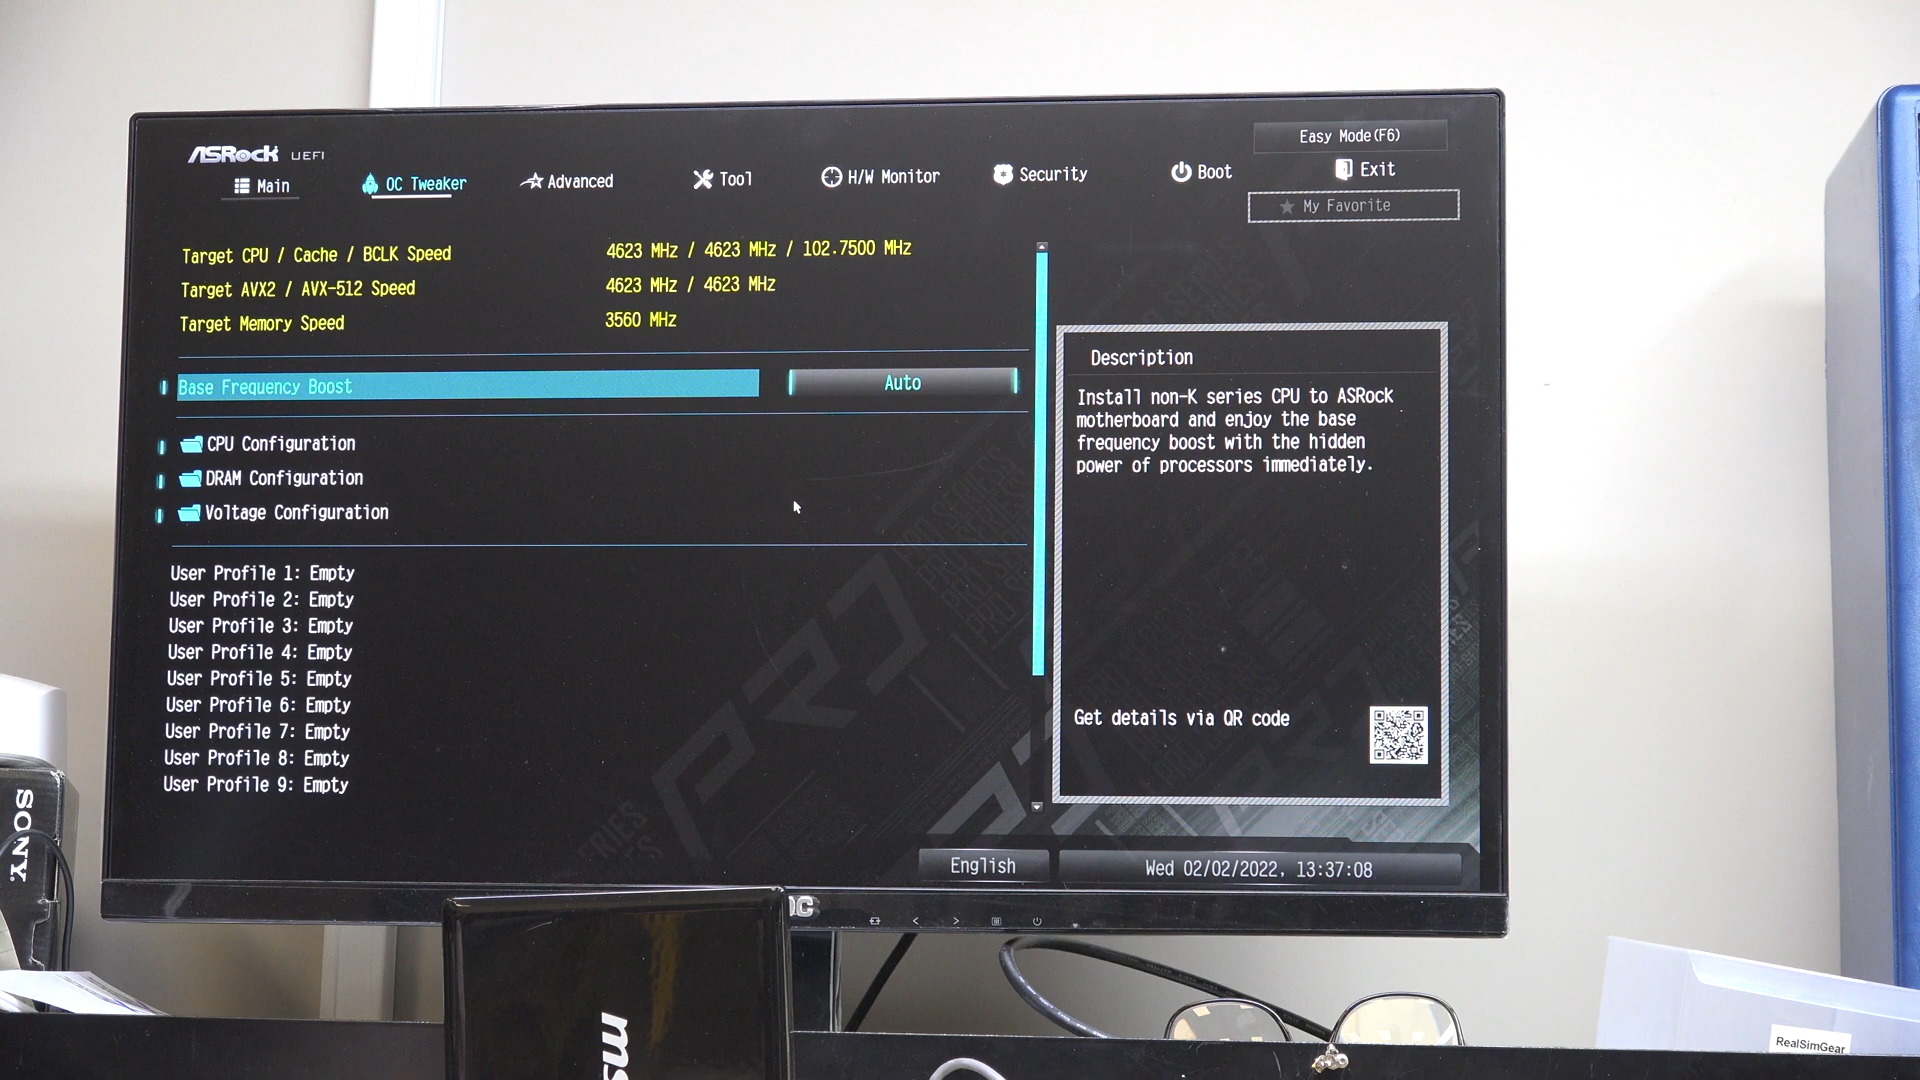 Easy Mode(F6)
ASRock UEFI
Main OC Tweaker Advanced Tool H/W Monitor Security Boot Exit
My Favorite
Target CPU / Cache / BCLK Speed 4623 MHz / 4623 MHz / 102.7500 MHz
Target AVX2 / AVX-512 Speed 4623 MHz / 4623 MHz
Target Memory Speed 3560 MHz
Base Frequency Boost Auto
CPU Configuration
DRAM Configuration
Voltage Configuration
User Profile 1: Empty
User Profile 2: Empty
User Profile 3: Empty
User Profile 4: Empty
User Profile 5: Empty
User Profile 6: Empty
User Profile 7: Empty
User Profile 8: Empty
User Profile 9: Empty
Description
Install non-K series CPU to ASRock
motherboard and enjoy the base
frequency boost with the hidden
power of processors immediately.
Get details via QR code
English
Wed 02/02/2022, 13:37:08
SONY
RealSimGear